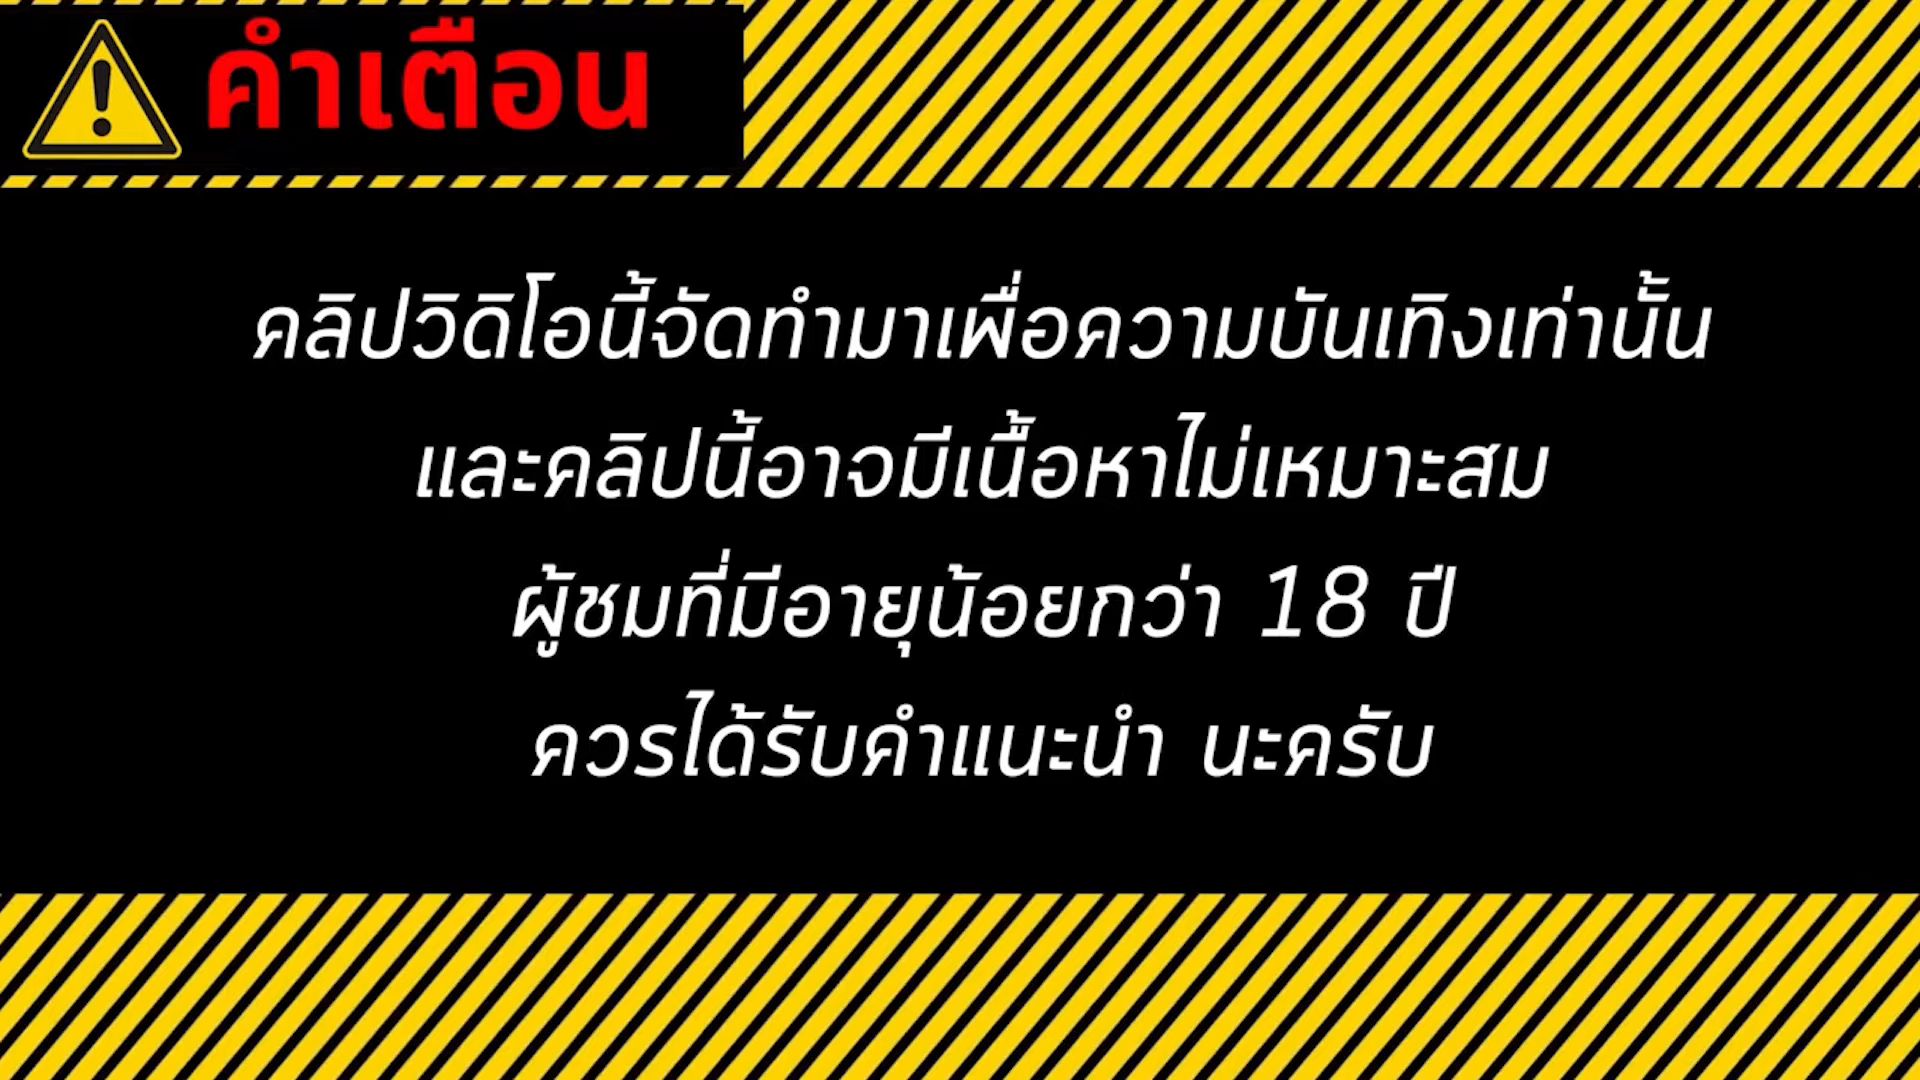 คำเตือน
คลิปวิดิโอนี้จัดทำมาเพื่อความบันเทิงเท่านั้น
และคลิปนี้อาจมีเนื้อหาไม่เหมาะสม
ผู้ชมที่มีอายุน้อยกว่า 18 ปี
ควรได้รับคำแนะนำ นะครับ